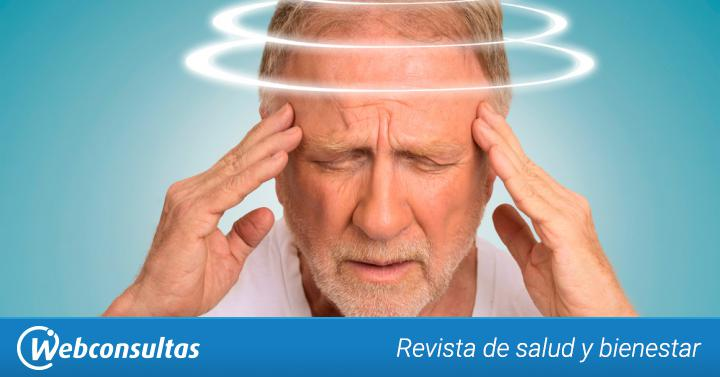 Webconsultas
Revista de salud y bienestar